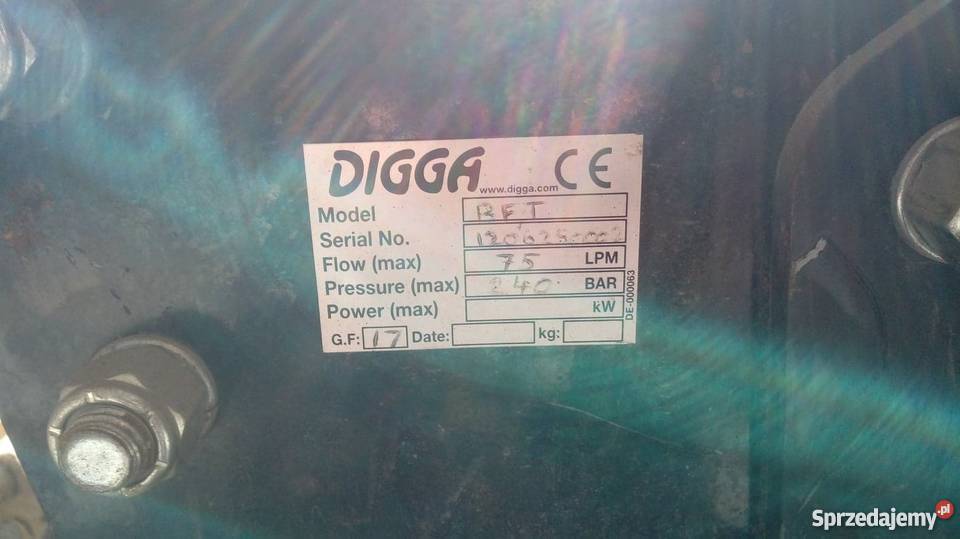 DIGGA www.digga.com CE
Model
Serial No.
Flow (max) 75 LPM
Pressure (max) 240 BAR
Power (max) kW
G.F: 17 Date: kg:
DE-000063
Sprzedajemy.pl